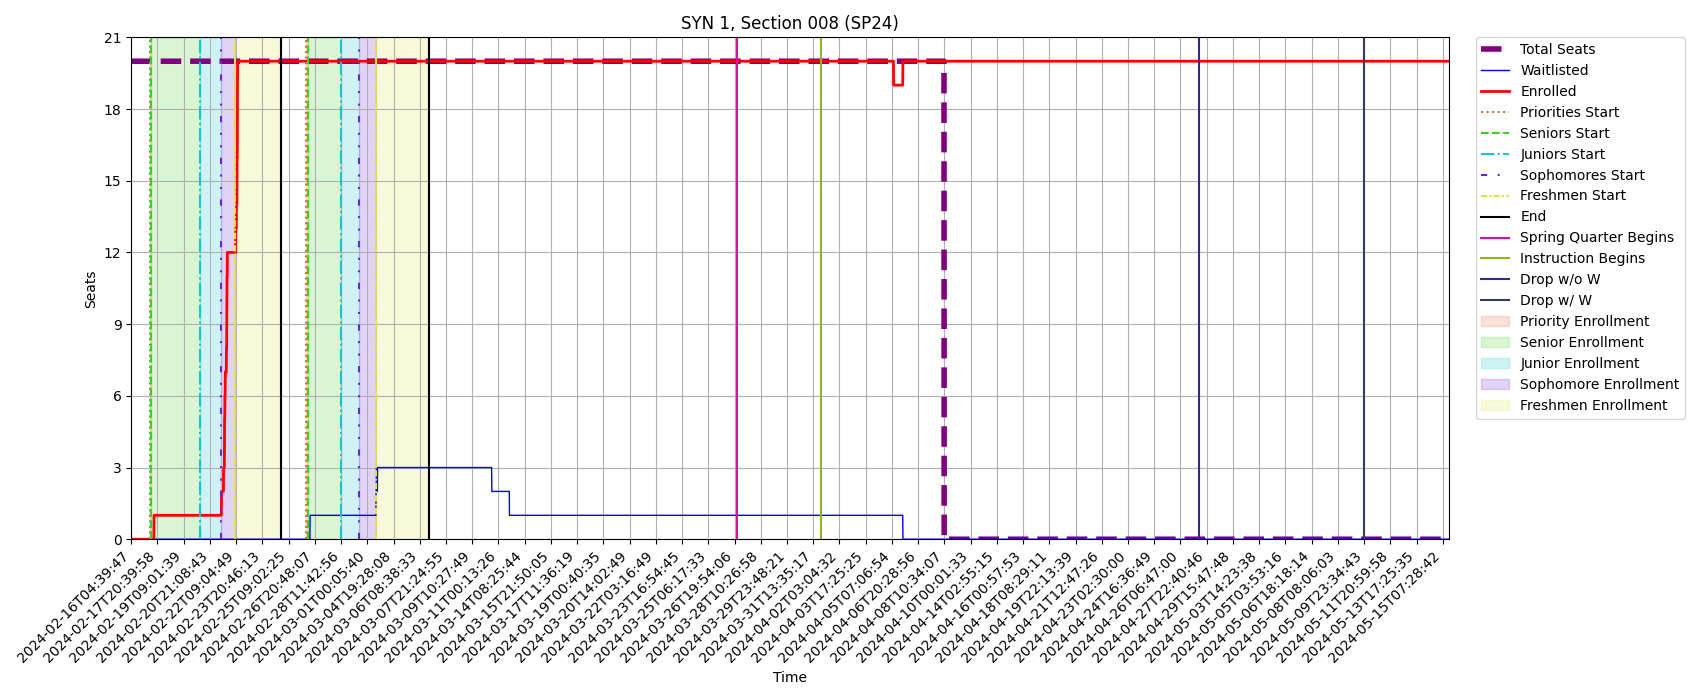 SYN 1, Section 008 (SP24)
21
18
15
12
9
6
3
0
Seats
2024-02-16T04:39:47
2024-02-17T20:39:58
2024-02-19T09:01:39
2024-02-20T21:08:43
2024-02-22T09:04:49
2024-02-23T20:46:13
2024-02-25T09:02:25
2024-02-26T20:48:07
2024-02-28T11:42:56
2024-03-01T00:05:40
2024-03-04T19:28:08
2024-03-06T08:38:33
2024-03-07T21:24:55
2024-03-11T00:27:49
2024-03-12T10:13:26
2024-03-14T08:25:44
2024-03-15T21:50:05
2024-03-17T11:36:19
2024-03-19T00:40:35
2024-03-20T14:02:49
2024-03-22T03:16:49
2024-03-23T16:54:45
2024-03-25T06:17:33
2024-03-26T19:54:06
2024-03-28T10:26:58
2024-03-29T23:48:21
2024-03-31T13:35:17
2024-04-02T03:04:32
2024-04-03T17:25:25
2024-04-05T07:06:54
2024-04-06T20:28:56
2024-04-08T10:34:07
2024-04-10T00:01:33
2024-04-14T02:55:15
2024-04-16T00:57:53
2024-04-18T08:29:11
2024-04-19T22:13:39
2024-04-21T12:47:26
2024-04-23T02:30:00
2024-04-24T16:36:49
2024-04-26T06:47:00
2024-04-27T22:40:46
2024-04-29T15:47:48
2024-05-03T14:23:38
2024-05-05T03:53:16
2024-05-06T18:18:14
2024-05-08T08:06:03
2024-05-09T23:34:43
2024-05-11T20:59:58
2024-05-13T17:25:35
2024-05-15T07:28:42
Time
Total Seats
Waitlisted
Enrolled
Priorities Start
Seniors Start
Juniors Start
Sophomores Start
Freshmen Start
End
Spring Quarter Begins
Instruction Begins
Drop w/o W
Drop w/ W
Priority Enrollment
Senior Enrollment
Junior Enrollment
Sophomore Enrollment
Freshmen Enrollment